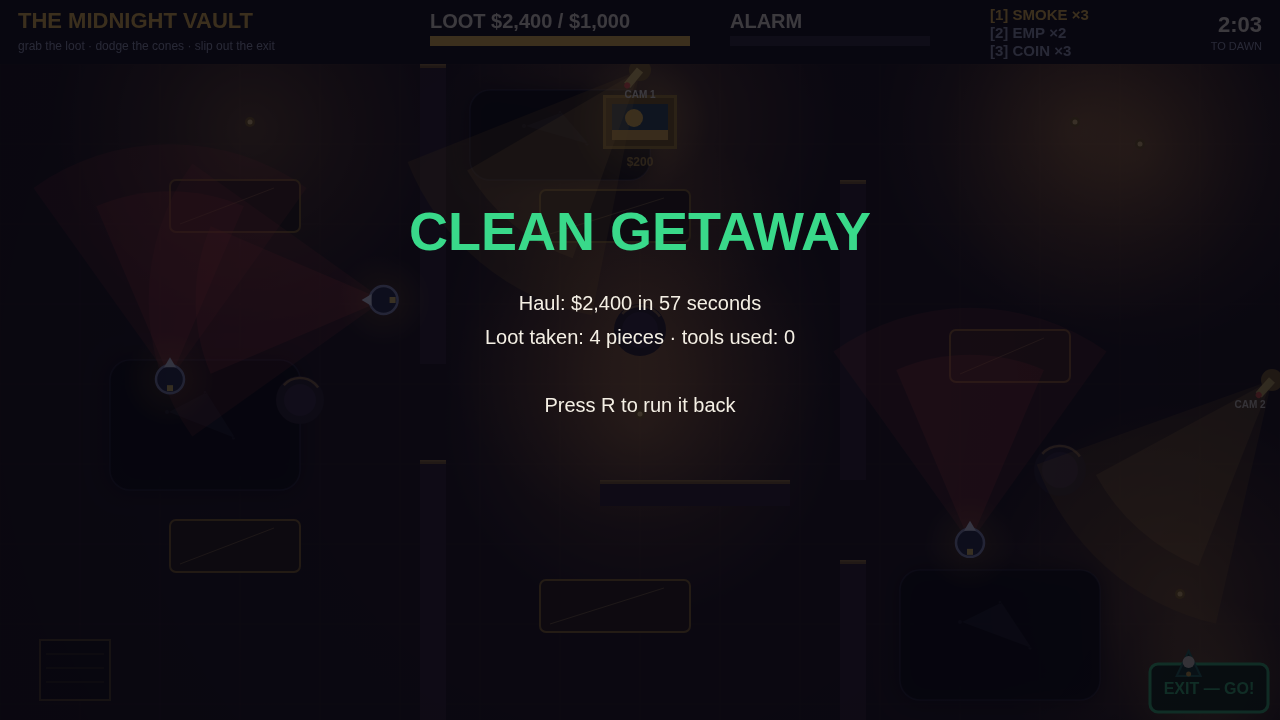 THE MIDNIGHT VAULT
grab the loot · dodge the cones · slip out the exit
LOOT $2,400 / $1,000
ALARM
[1] SMOKE ×3
[2] EMP ×2
[3] COIN ×3
2:03
TO DAWN
CAM 1
$200
CLEAN GETAWAY
Haul: $2,400 in 57 seconds
Loot taken: 4 pieces · tools used: 0
Press R to run it back
CAM 2
EXIT — GO!